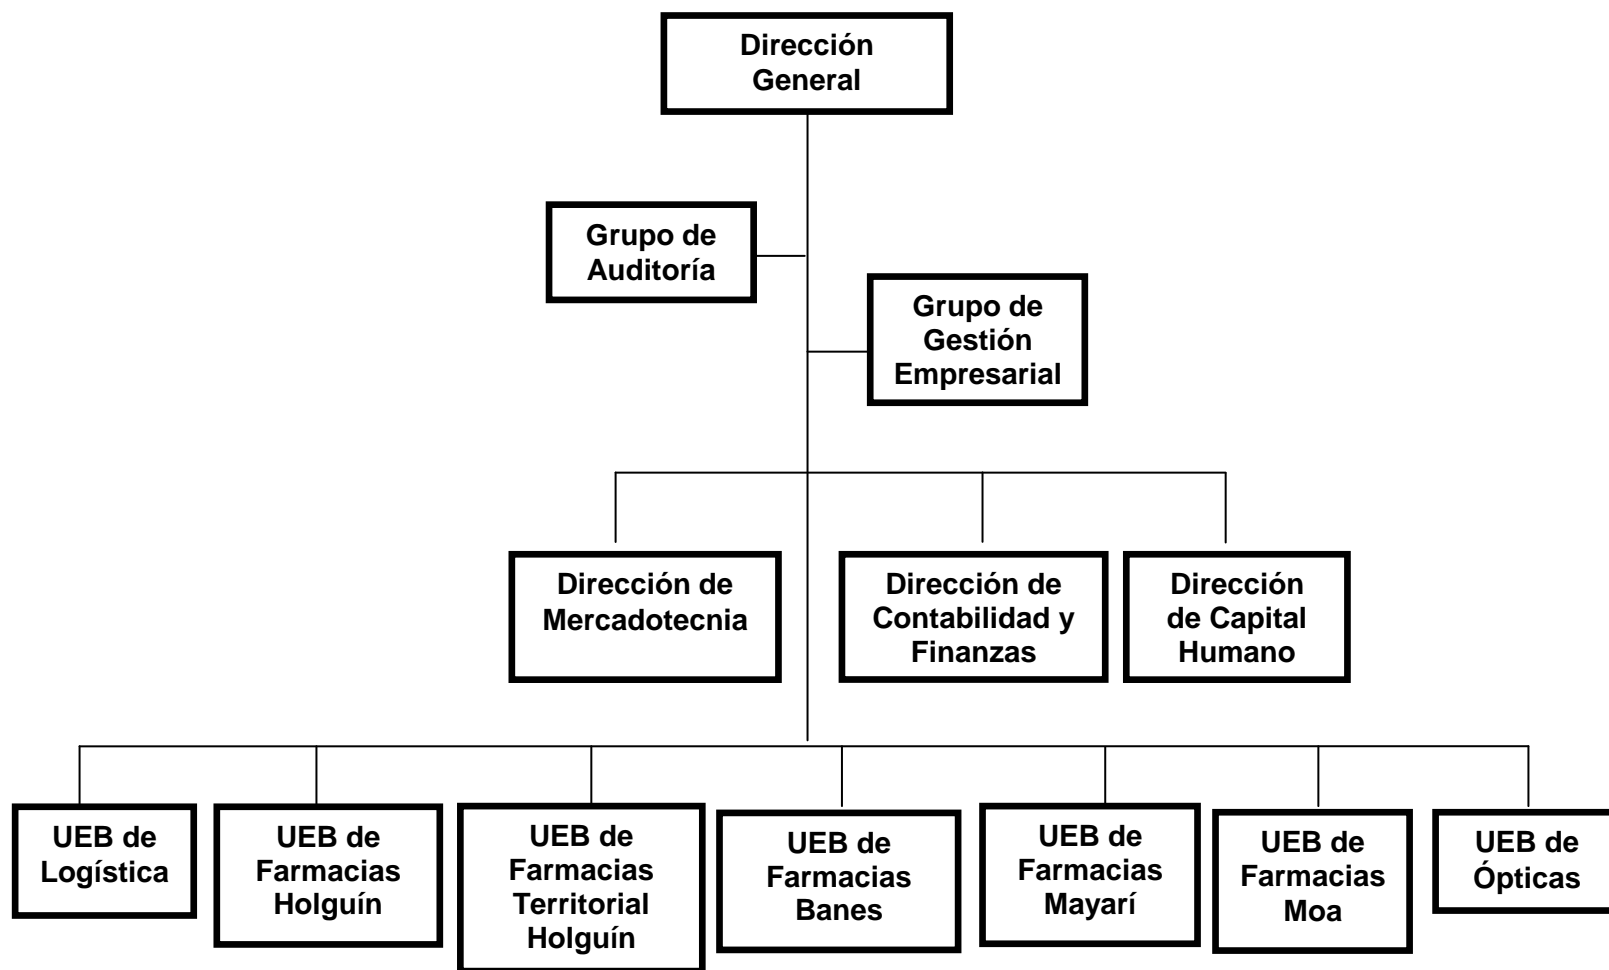 Dirección
General
Grupo de
Auditoría
Grupo de
Gestión
Empresarial
Dirección de
Mercadotecnia
Dirección de
Contabilidad y
Finanzas
Dirección
de Capital
Humano
UEB de
Logística
UEB de
Farmacias
Holguín
UEB de
Farmacias
Territorial
Holguín
UEB de
Farmacias
Banes
UEB de
Farmacias
Mayarí
UEB de
Farmacias
Moa
UEB de
Ópticas